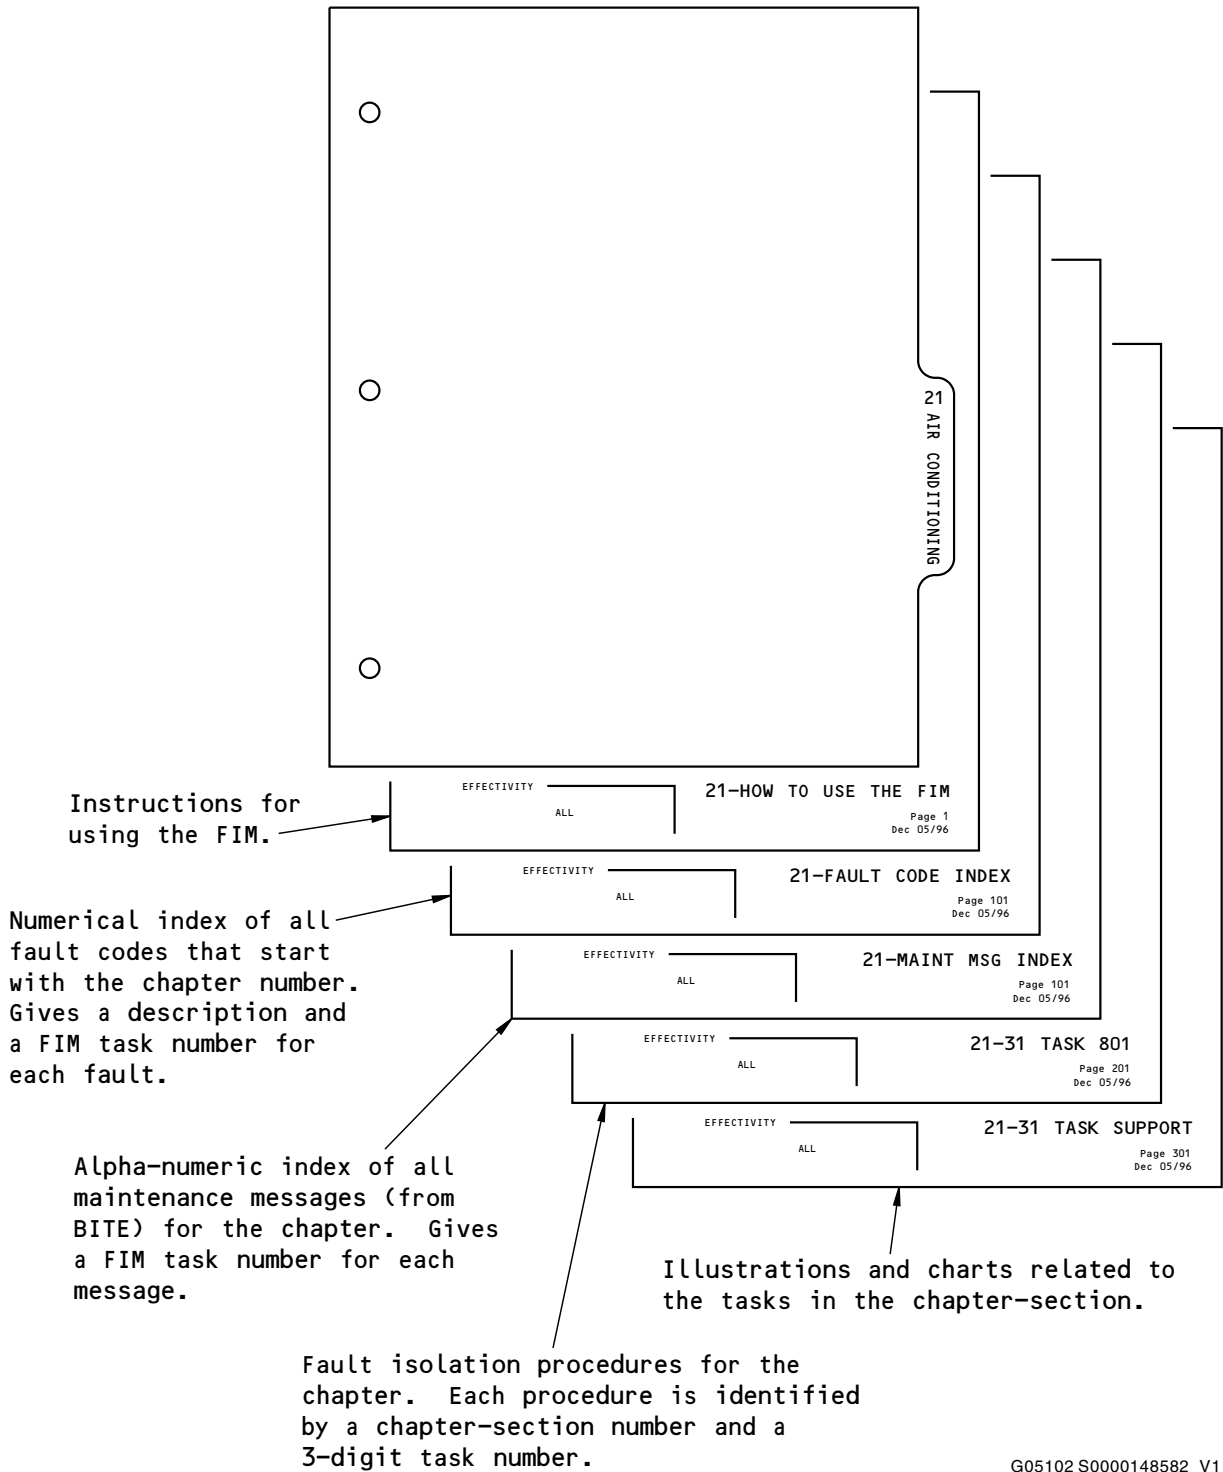 21
AIR CONDITIONING
EFFECTIVITY
ALL
21-HOW TO USE THE FIM
Page 1
Dec 05/96
Instructions for
using the FIM.
EFFECTIVITY
ALL
21-FAULT CODE INDEX
Page 101
Dec 05/96
Numerical index of all
fault codes that start
with the chapter number.
Gives a description and
a FIM task number for
each fault.
EFFECTIVITY
ALL
21-MAINT MSG INDEX
Page 101
Dec 05/96
Alpha-numeric index of all
maintenance messages (from
BITE) for the chapter.  Gives
a FIM task number for each
message.
EFFECTIVITY
ALL
21-31 TASK 801
Page 201
Dec 05/96
Fault isolation procedures for the
chapter.  Each procedure is identified
by a chapter-section number and a
3-digit task number.
EFFECTIVITY
ALL
21-31 TASK SUPPORT
Page 301
Dec 05/96
Illustrations and charts related to
the tasks in the chapter-section.
G05102 S0000148582_V1